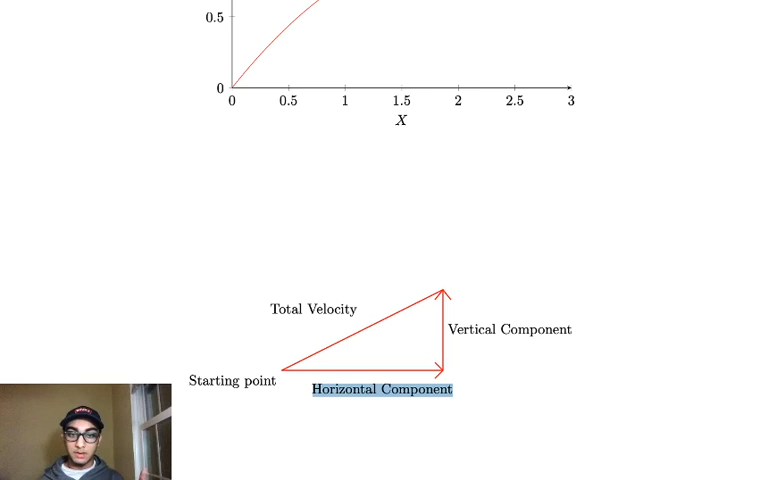 0.5
0
0 0.5 1 1.5 2 2.5 3
X
Total Velocity
Vertical Component
Starting point
Horizontal Component